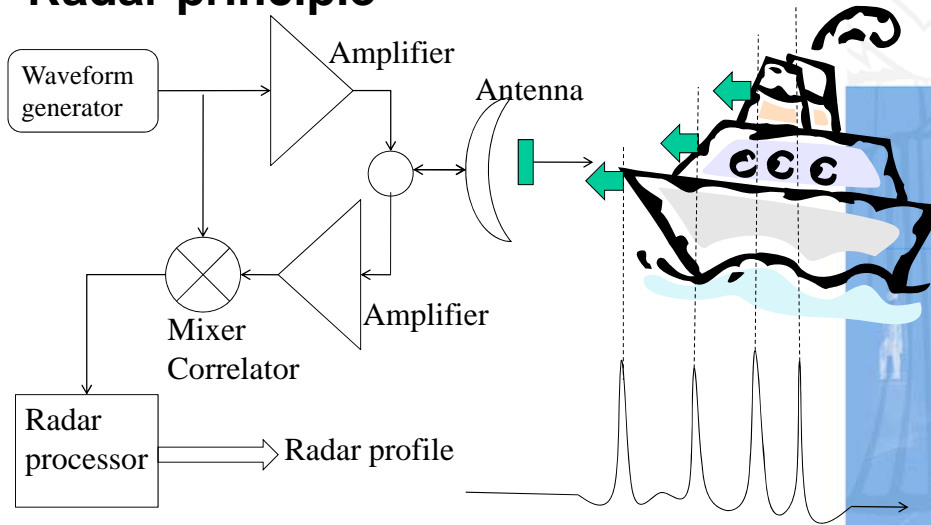 Radar principle
Amplifier
Waveform
generator
Antenna
Amplifier
Mixer
Correlator
Radar
processor
Radar profile